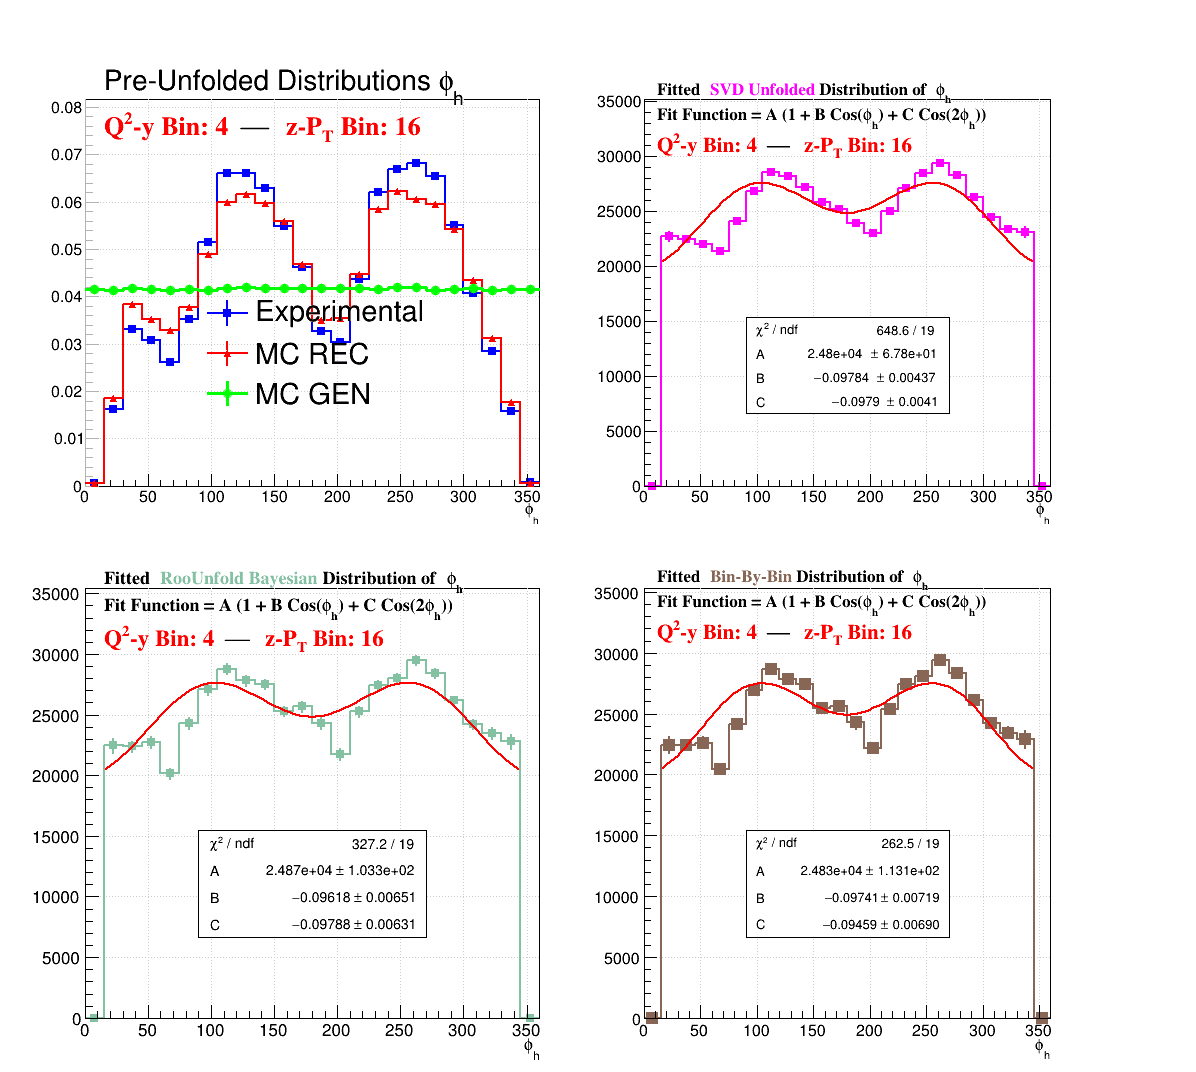 Pre-Unfolded Distributions ϕh
Q2-y Bin: 4 — z-PT Bin: 16
0.08
0.07
0.06
0.05
0.04
0.03
0.02
0.01
0
Experimental
MC REC
MC GEN
0 50 100 150 200 250 300 350
ϕh
Fitted SVD Unfolded Distribution of ϕh
Fit Function = A (1 + B Cos(ϕh) + C Cos(2ϕh))
Q2-y Bin: 4 — z-PT Bin: 16
35000
30000
25000
20000
15000
10000
5000
0
χ2 / ndf 648.6 / 19
A 2.48e+04 ± 6.78e+01
B −0.09784 ± 0.00437
C −0.0979 ± 0.0041
0 50 100 150 200 250 300 350
ϕh
Fitted RooUnfold Bayesian Distribution of ϕh
Fit Function = A (1 + B Cos(ϕh) + C Cos(2ϕh))
Q2-y Bin: 4 — z-PT Bin: 16
35000
30000
25000
20000
15000
10000
5000
0
χ2 / ndf 327.2 / 19
A 2.487e+04 ± 1.033e+02
B −0.09618 ± 0.00651
C −0.09788 ± 0.00631
0 50 100 150 200 250 300 350
ϕh
Fitted Bin-By-Bin Distribution of ϕh
Fit Function = A (1 + B Cos(ϕh) + C Cos(2ϕh))
Q2-y Bin: 4 — z-PT Bin: 16
35000
30000
25000
20000
15000
10000
5000
0
χ2 / ndf 262.5 / 19
A 2.483e+04 ± 1.131e+02
B −0.09741 ± 0.00719
C −0.09459 ± 0.00690
0 50 100 150 200 250 300 350
ϕh